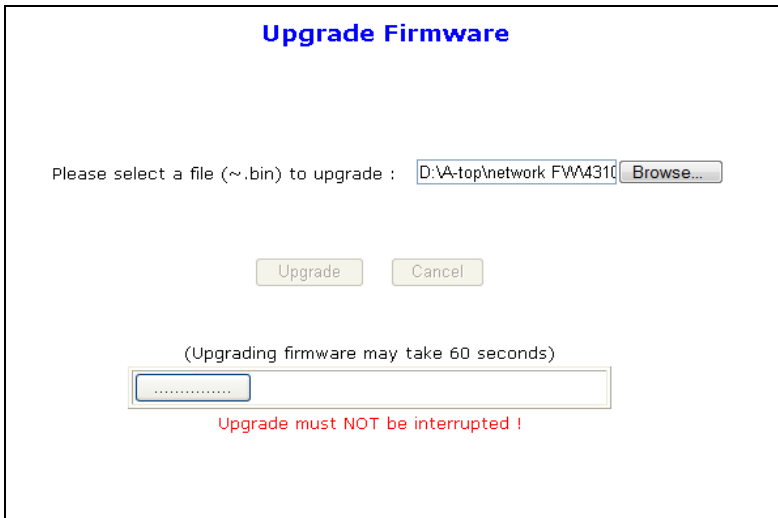 Upgrade Firmware
Please select a file (~.bin) to upgrade : D:\A-top\network FW\4310 Browse...
Upgrade Cancel
(Upgrading firmware may take 60 seconds)
...............
Upgrade must NOT be interrupted !